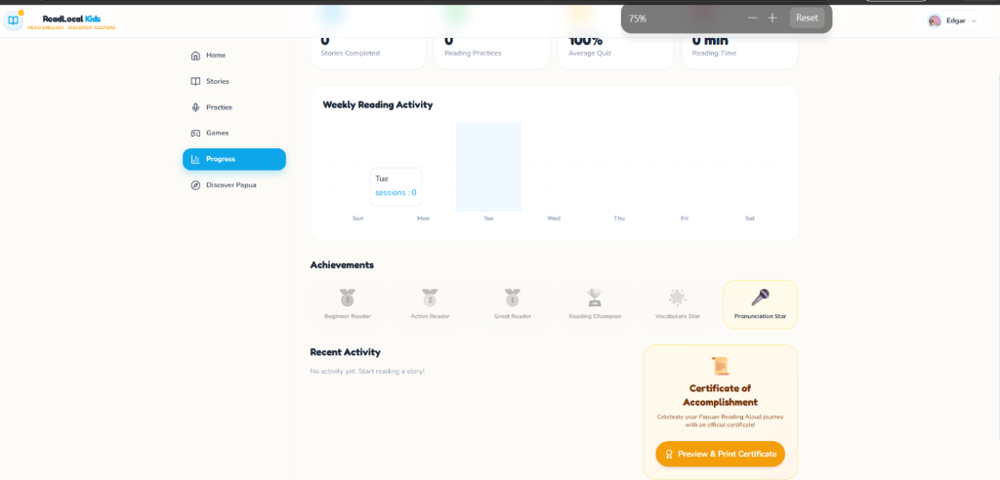 ReadLocal Kids
READ ENGLISH · DISCOVER CULTURE
75%
Reset
Edgar
Home
Stories
Practice
Games
Progress
Discover Papua
0
0
100%
0 min
Stories Completed
Reading Practices
Average Quiz
Reading Time
Weekly Reading Activity
Tue
sessions : 0
Sun
Mon
Tue
Wed
Thu
Fri
Sat
Achievements
3
2
1
Beginner Reader
Active Reader
Great Reader
Reading Champion
Vocabulary Star
Pronunciation Star
Recent Activity
No activity yet. Start reading a story!
Certificate of
Accomplishment
Celebrate your Papuan Reading Aloud journey
with an official certificate!
Preview & Print Certificate